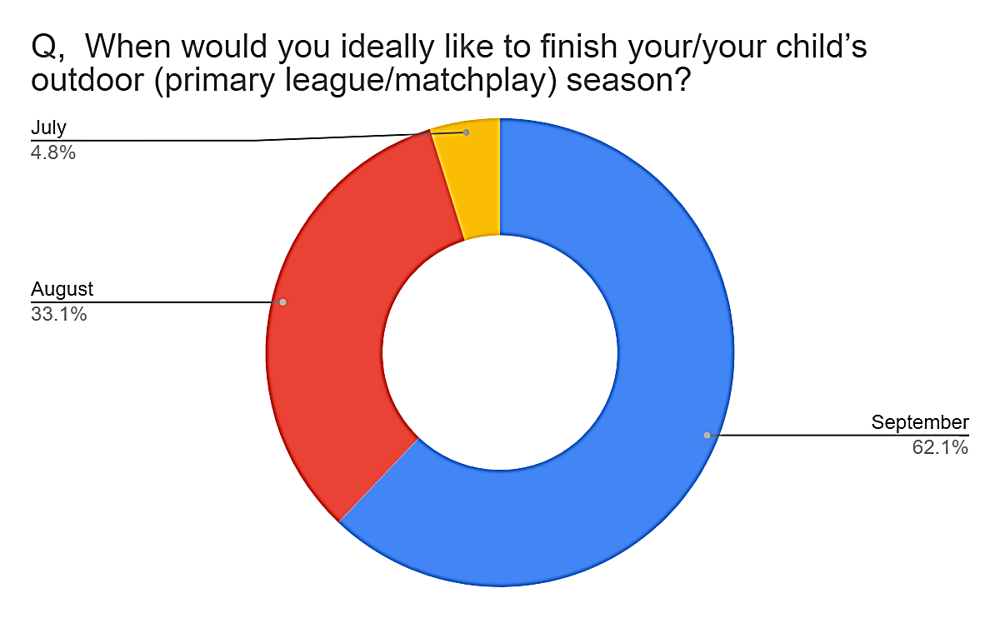 Q,  When would you ideally like to finish your/your child’s
outdoor (primary league/matchplay) season?
July
4.8%
August
33.1%
September
62.1%